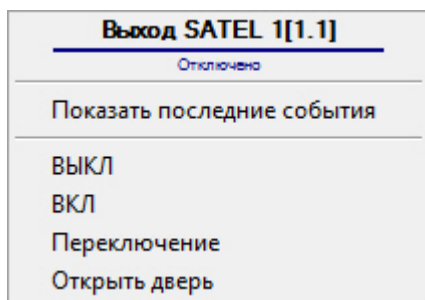 Выход SATEL 1[1.1]
Отключено
Показать последние события
ВЫКЛ
ВКЛ
Переключение
Открыть дверь